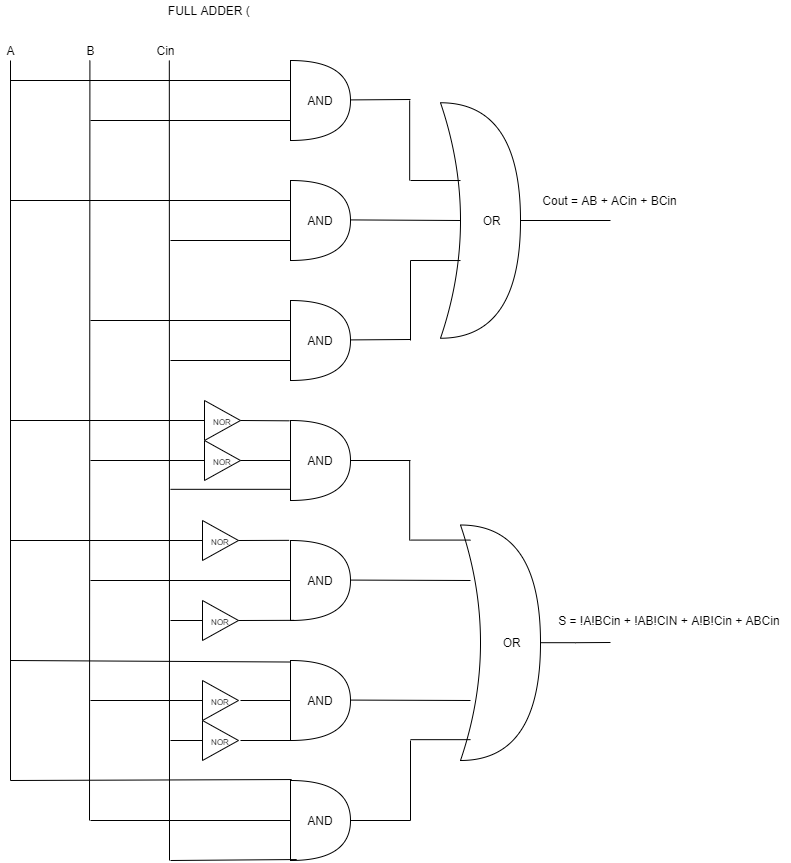 FULL ADDER (
A B Cin
AND
AND
OR
Cout = AB + ACin + BCin
AND
NOR
NOR
AND
NOR
AND
NOR
OR
S = !A!BCin + !AB!CIN + A!B!Cin + ABCin
NOR
AND
NOR
AND